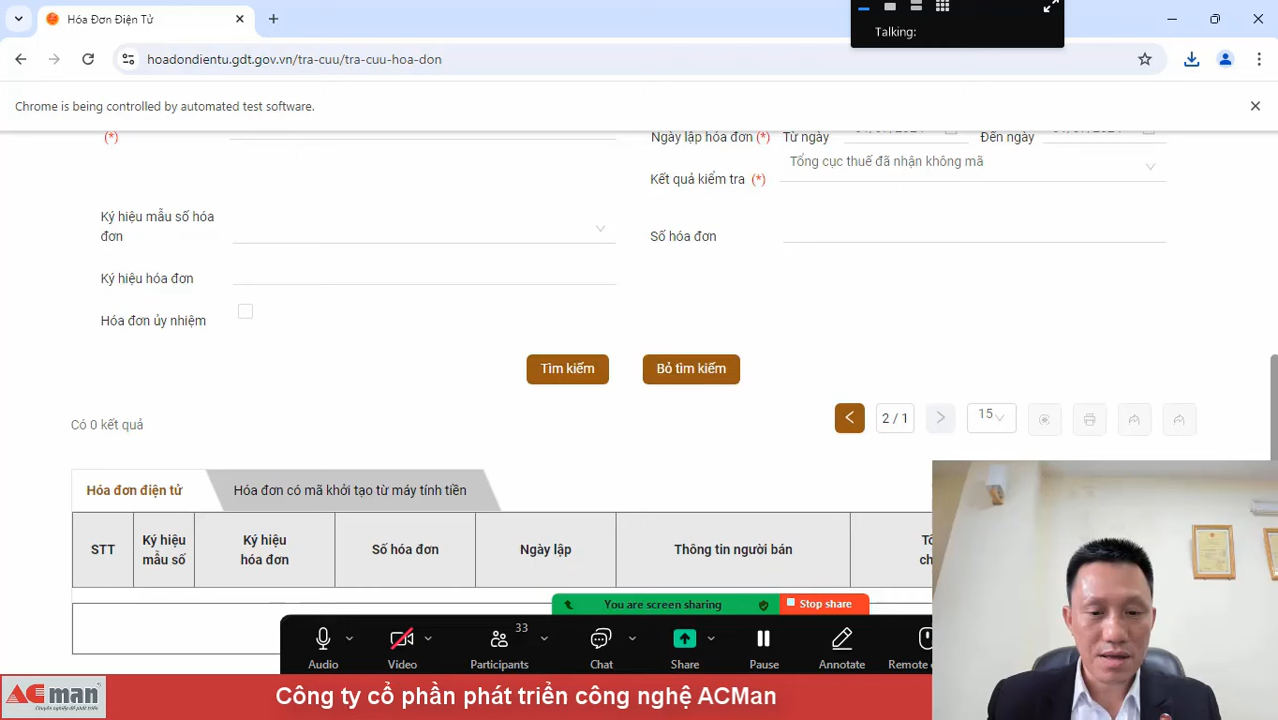 Hóa Đơn Điện Tử
Talking:
hoadondientu.gdt.gov.vn/tra-cuu/tra-cuu-hoa-don
Chrome is being controlled by automated test software.
(*)
Ngày lập hóa đơn (*)
Từ ngày
Đến ngày
Kết quả kiểm tra (*)
Tổng cục thuế đã nhận không mã
Ký hiệu mẫu số hóa
đơn
Số hóa đơn
Ký hiệu hóa đơn
Hóa đơn ủy nhiệm
Tìm kiếm
Bỏ tìm kiếm
Có 0 kết quả
2 / 1
15
Hóa đơn điện tử
Hóa đơn có mã khởi tạo từ máy tính tiền
STT
Ký hiệu
mẫu số
Ký hiệu
hóa đơn
Số hóa đơn
Ngày lập
Thông tin người bán
You are screen sharing
Stop share
33
Audio
Video
Participants
Chat
Share
Pause
Annotate
Remote
ACman
Chuyên nghiệp để phát triển
Công ty cổ phần phát triển công nghệ ACMan